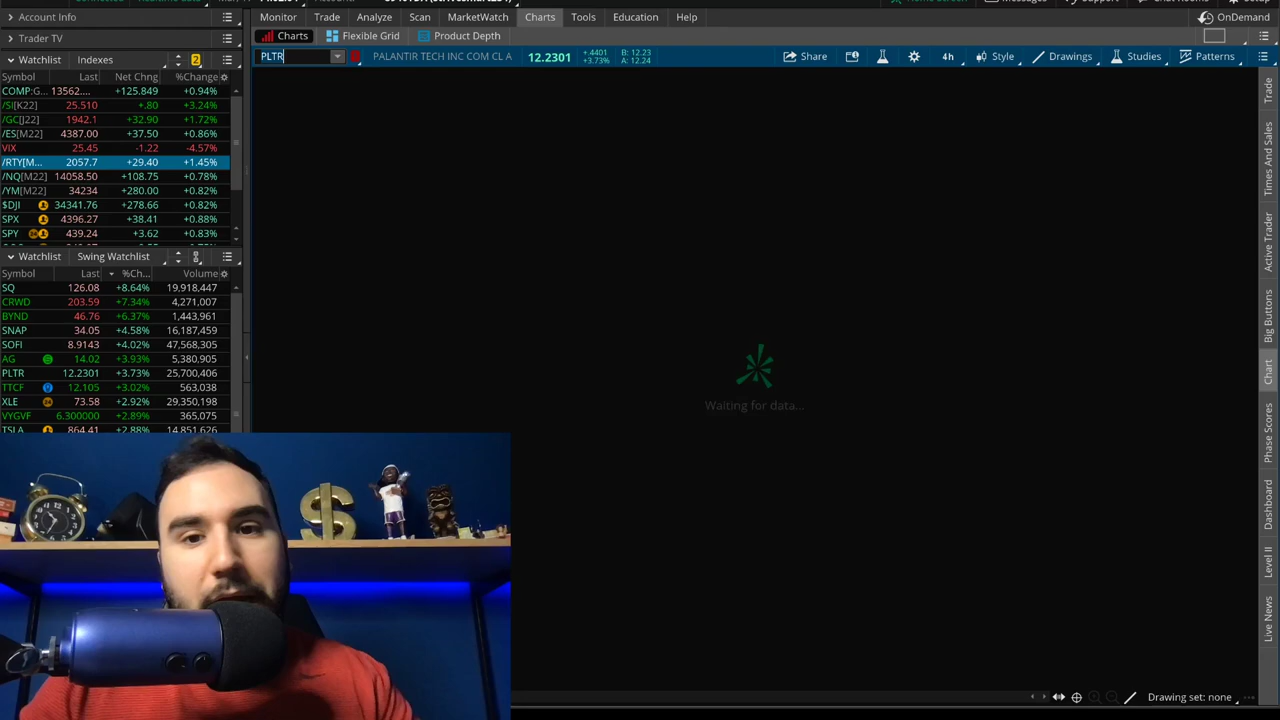 Monitor Trade Analyze Scan MarketWatch Charts Tools Education Help
OnDemand
Account Info
Trader TV
Charts Flexible Grid Product Depth
Watchlist Indexes 2
PLTR PALANTIR TECH INC COM CL A 12.2301 +.4401 +3.73% B: 12.23 A: 12.24 Share 4h Style Drawings Studies Patterns
Symbol Last Net Chng %Change
COMP:G... 13562.... +125.849 +0.94%
/SI[K22] 25.510 +.80 +3.24%
/GC[J22] 1942.1 +32.90 +1.72%
/ES[M22] 4387.00 +37.50 +0.86%
VIX 25.45 -1.22 -4.57%
/RTY[M... 2057.7 +29.40 +1.45%
/NQ[M22] 14058.50 +108.75 +0.78%
/YM[M22] 34234 +280.00 +0.82%
$DJI 34341.76 +278.66 +0.82%
SPX 4396.27 +38.41 +0.88%
SPY 439.24 +3.62 +0.83%
Watchlist Swing Watchlist
Symbol Last %Ch... Volume
SQ 126.08 +8.64% 19,918,447
CRWD 203.59 +7.34% 4,271,007
BYND 46.76 +6.37% 1,443,961
SNAP 34.05 +4.58% 16,187,459
SOFI 8.9143 +4.02% 47,568,305
AG 14.02 +3.93% 5,380,905
PLTR 12.2301 +3.73% 25,700,406
TTCF 12.105 +3.02% 563,038
XLE 24 73.58 +2.92% 29,350,198
VYGVF 6.300000 +2.89% 365,075
TSLA 864.41 +2.88% 14,851,626
Waiting for data...
Drawing set: none
Trade
Times And Sales
Active Trader
Big Buttons
Chart
Phase Scores
Dashboard
Level II
Live News
$